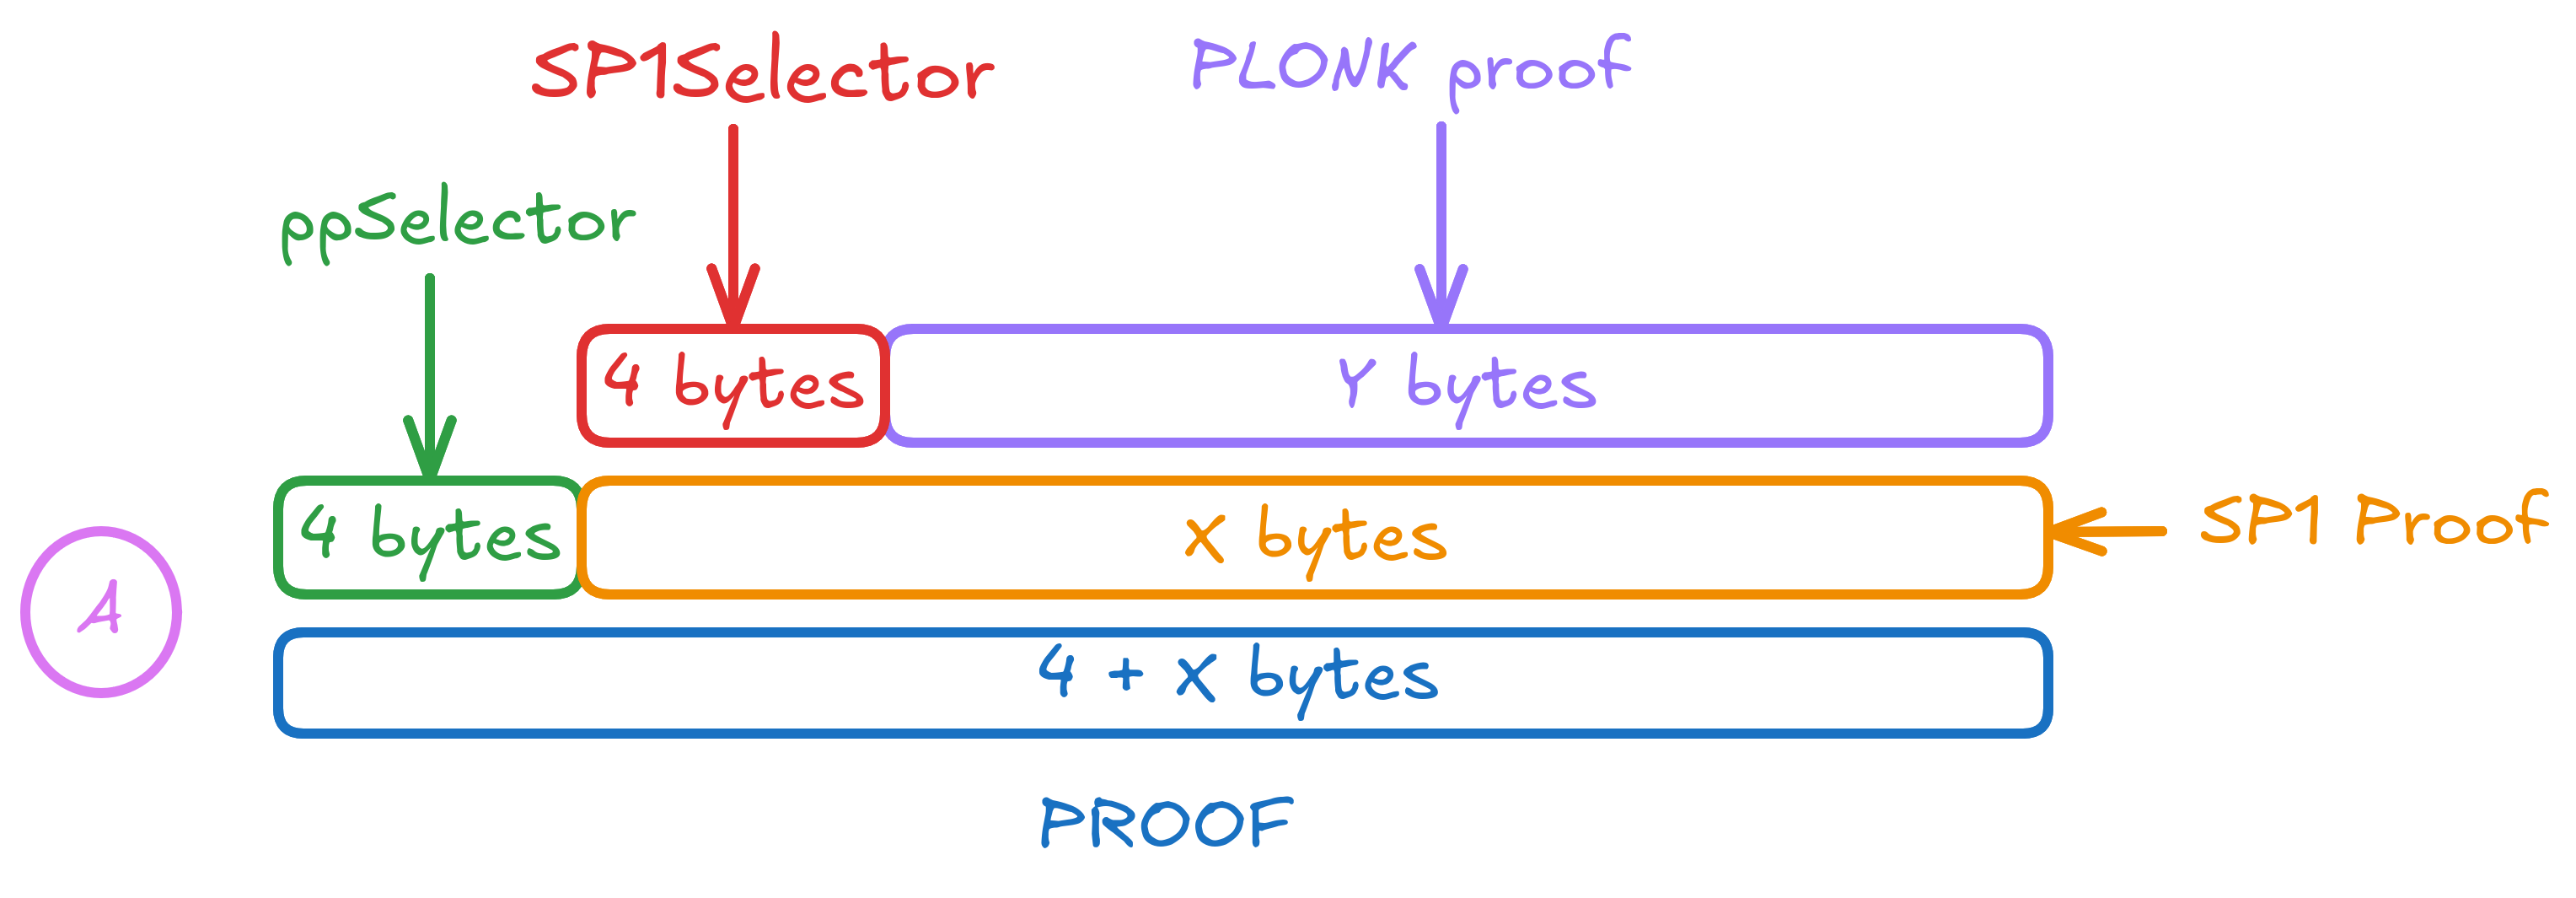 SP1Selector
PLONK proof
ppSelector
4 bytes
Y bytes
4 bytes
X bytes
SP1 Proof
A
4 + X bytes
PROOF